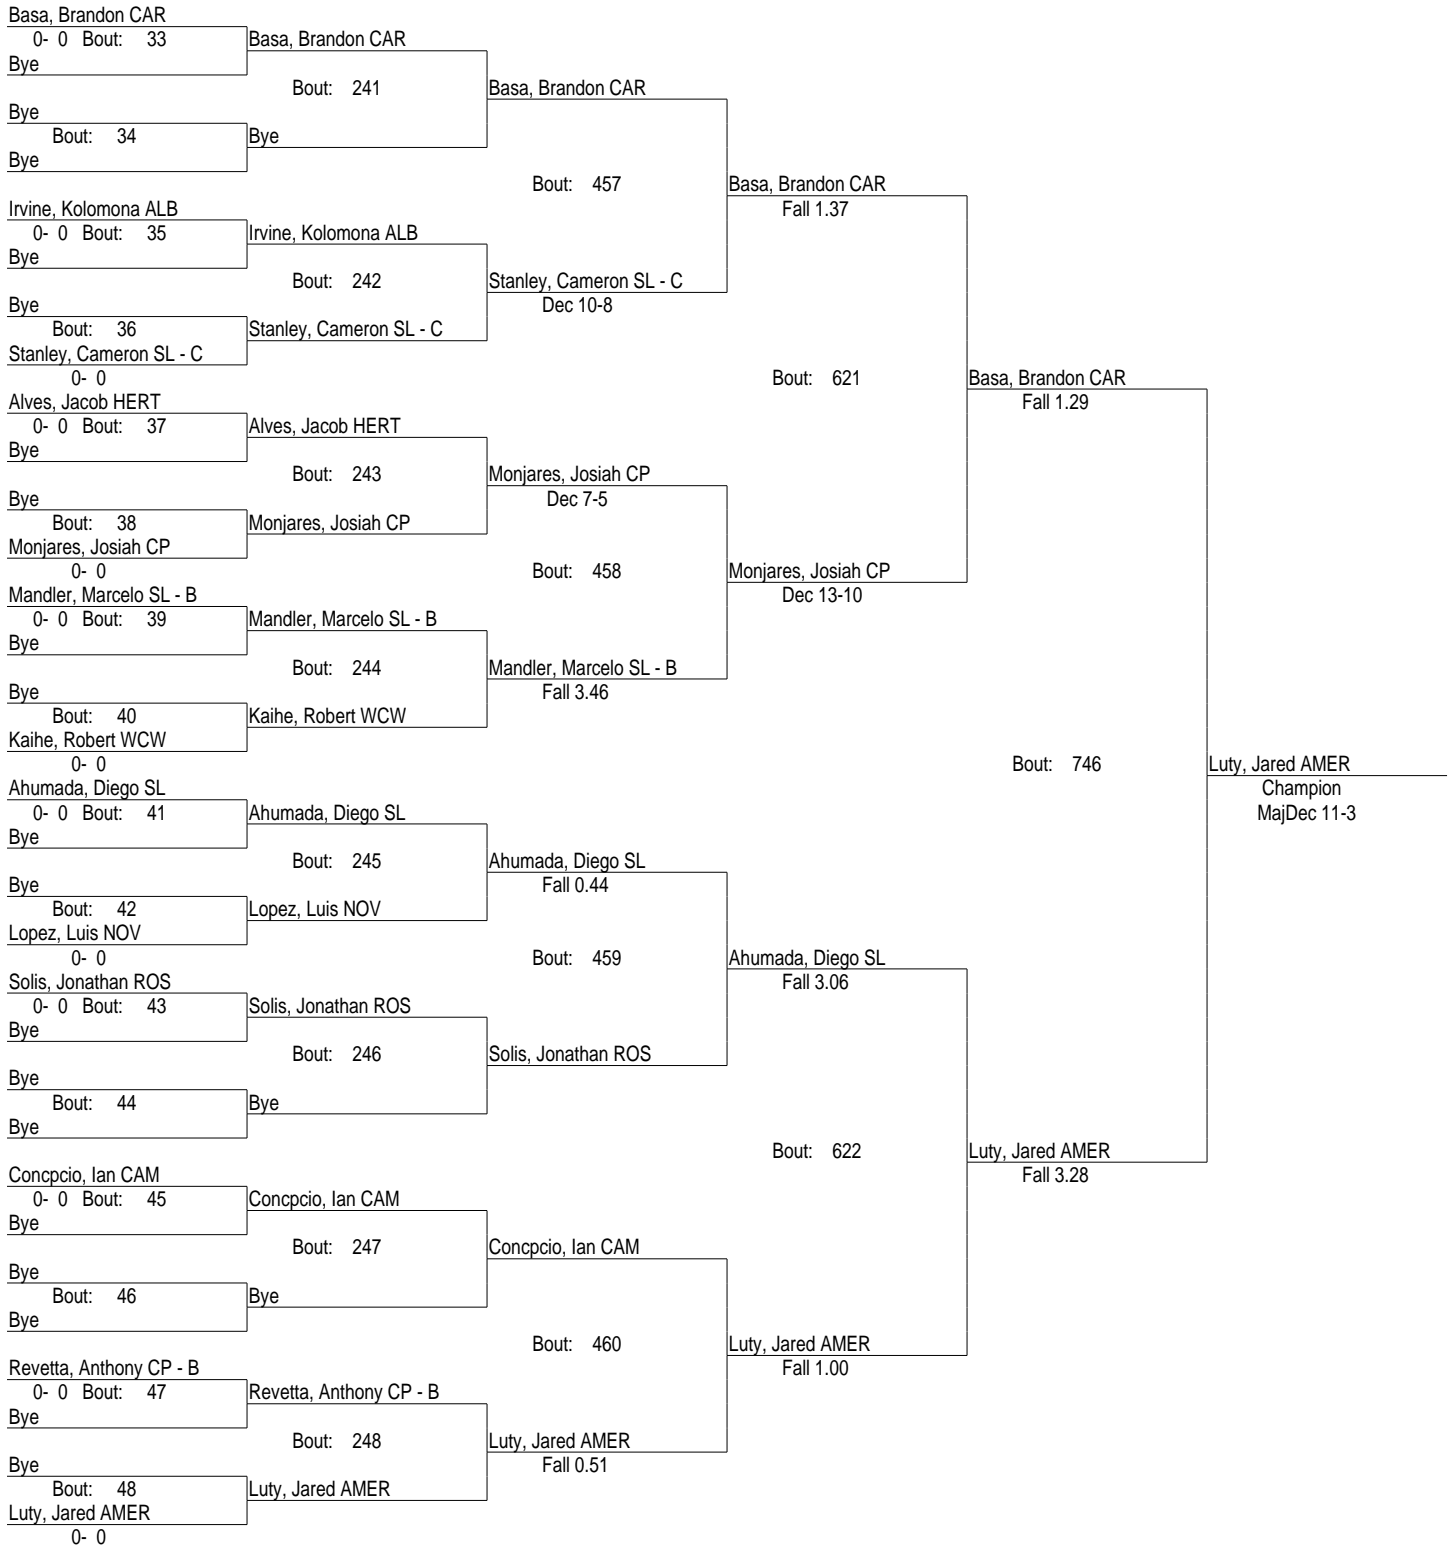 Basa, Brandon CAR
0- 0 Bout: 33 Basa, Brandon CAR
Bye
Bout: 241 Basa, Brandon CAR
Bye
Bout: 34 Bye
Bye
Bout: 457 Basa, Brandon CAR
Irvine, Kolomona ALB Fall 1.37
0- 0 Bout: 35 Irvine, Kolomona ALB
Bye
Bout: 242 Stanley, Cameron SL - C
Bye Dec 10-8
Bout: 36 Stanley, Cameron SL - C
Stanley, Cameron SL - C
0- 0 Bout: 621 Basa, Brandon CAR
Alves, Jacob HERT Fall 1.29
0- 0 Bout: 37 Alves, Jacob HERT
Bye
Bout: 243 Monjares, Josiah CP
Bye Dec 7-5
Bout: 38 Monjares, Josiah CP
Monjares, Josiah CP
0- 0 Bout: 458 Monjares, Josiah CP
Mandler, Marcelo SL - B Dec 13-10
0- 0 Bout: 39 Mandler, Marcelo SL - B
Bye
Bout: 244 Mandler, Marcelo SL - B
Bye Fall 3.46
Bout: 40 Kaihe, Robert WCW
Kaihe, Robert WCW
0- 0 Bout: 746 Luty, Jared AMER
Ahumada, Diego SL Champion
0- 0 Bout: 41 Ahumada, Diego SL MajDec 11-3
Bye
Bout: 245 Ahumada, Diego SL
Bye Fall 0.44
Bout: 42 Lopez, Luis NOV
Lopez, Luis NOV
0- 0 Bout: 459 Ahumada, Diego SL
Solis, Jonathan ROS Fall 3.06
0- 0 Bout: 43 Solis, Jonathan ROS
Bye
Bout: 246 Solis, Jonathan ROS
Bye
Bout: 44 Bye
Bye
Bout: 622 Luty, Jared AMER
Concpcio, Ian CAM Fall 3.28
0- 0 Bout: 45 Concpcio, Ian CAM
Bye
Bout: 247 Concpcio, Ian CAM
Bye
Bout: 46 Bye
Bye
Bout: 460 Luty, Jared AMER
Revetta, Anthony CP - B Fall 1.00
0- 0 Bout: 47 Revetta, Anthony CP - B
Bye
Bout: 248 Luty, Jared AMER
Bye Fall 0.51
Bout: 48 Luty, Jared AMER
Luty, Jared AMER
0- 0